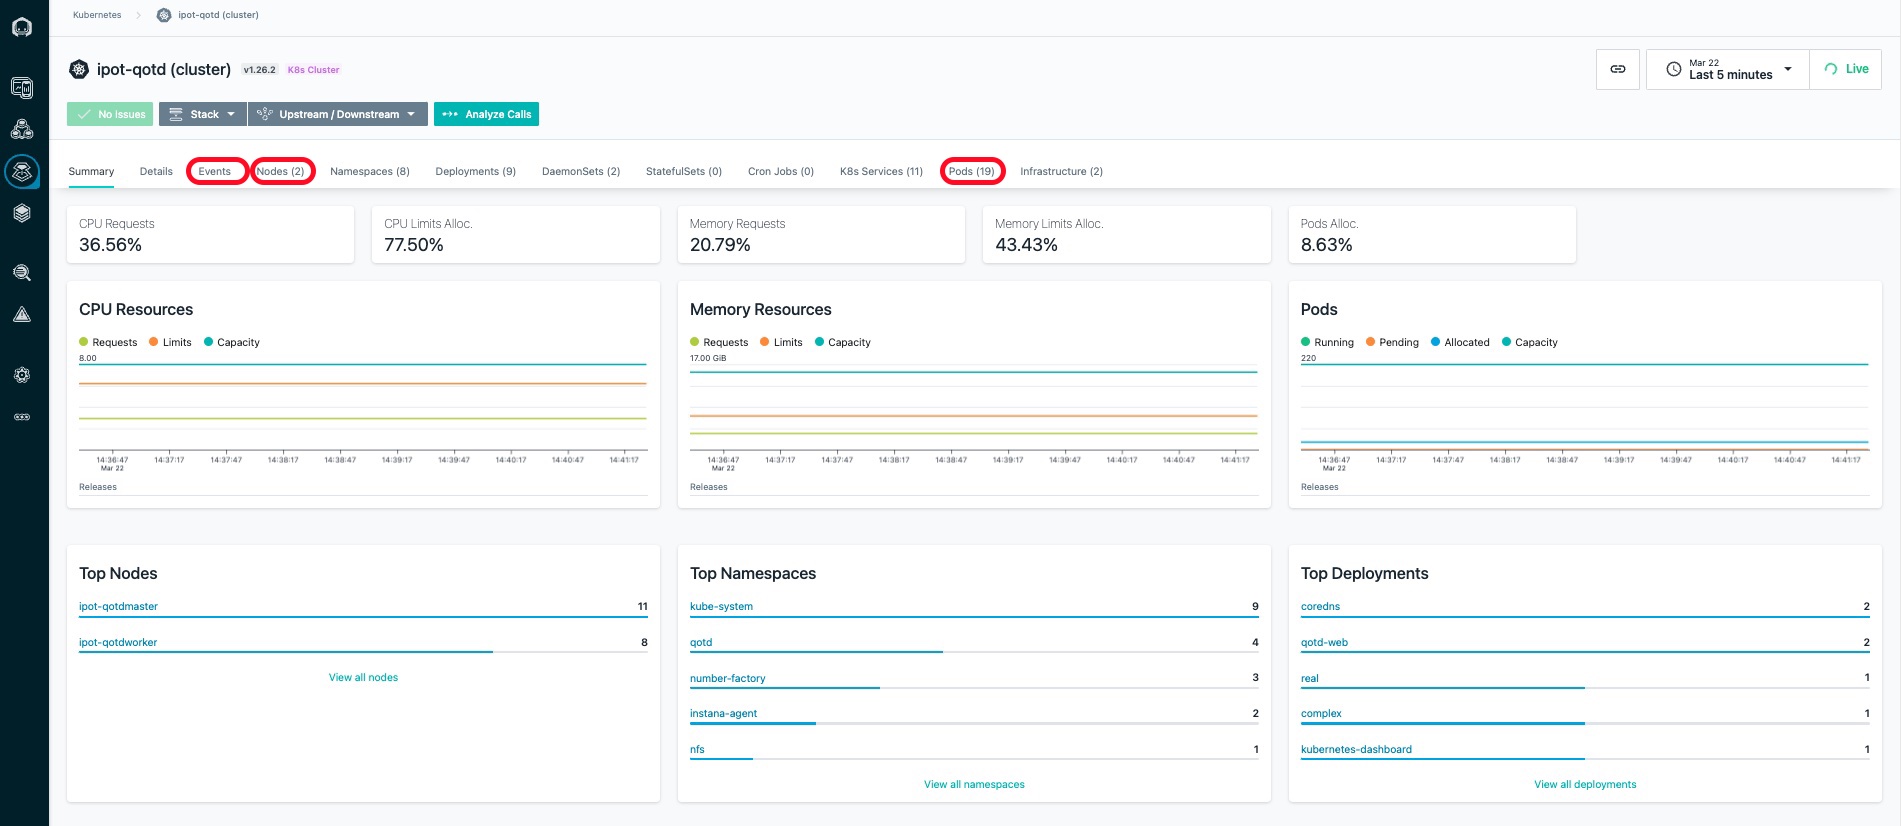 Kubernetes
ipot-qotd (cluster)
ipot-qotd (cluster) v1.26.2 K8s Cluster
Mar 22
Last 5 minutes
Live
No Issues
Stack
Upstream / Downstream
Analyze Calls
Summary
Details
Events
Nodes (2)
Namespaces (8)
Deployments (9)
DaemonSets (2)
StatefulSets (0)
Cron Jobs (0)
K8s Services (11)
Pods (19)
Infrastructure (2)
CPU Requests
36.56%
CPU Limits Alloc.
77.50%
Memory Requests
20.79%
Memory Limits Alloc.
43.43%
Pods Alloc.
8.63%
CPU Resources
Requests Limits Capacity
8.00
14:36:47 14:37:17 14:37:47 14:38:17 14:38:47 14:39:17 14:39:47 14:40:17 14:40:47 14:41:17
Mar 22
Releases
Memory Resources
Requests Limits Capacity
17.00 GiB
14:36:47 14:37:17 14:37:47 14:38:17 14:38:47 14:39:17 14:39:47 14:40:17 14:40:47 14:41:17
Mar 22
Releases
Pods
Running Pending Allocated Capacity
220
14:36:47 14:37:17 14:37:47 14:38:17 14:38:47 14:39:17 14:39:47 14:40:17 14:40:47 14:41:17
Mar 22
Releases
Top Nodes
ipot-qotdmaster 11
ipot-qotdworker 8
View all nodes
Top Namespaces
kube-system 9
qotd 4
number-factory 3
instana-agent 2
nfs 1
View all namespaces
Top Deployments
coredns 2
qotd-web 2
real 1
complex 1
kubernetes-dashboard 1
View all deployments